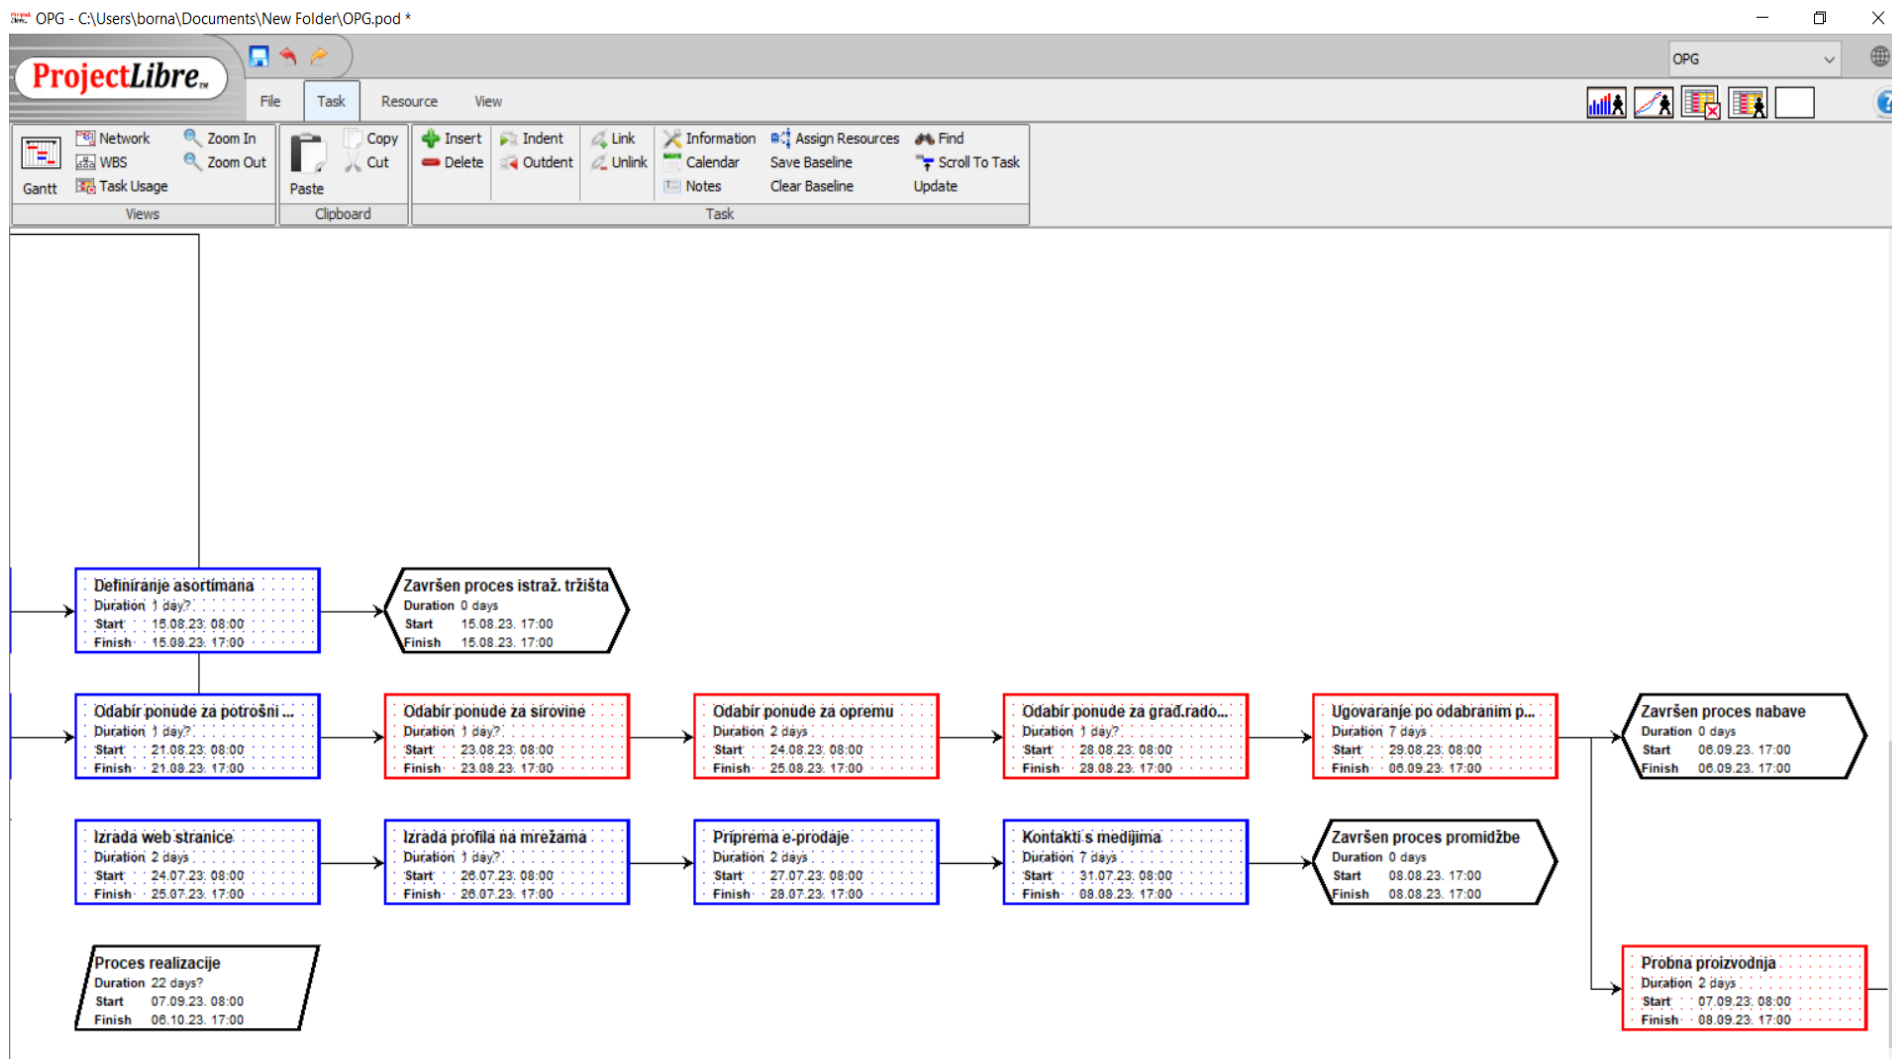 OPG - C:\Users\borna\Documents\New Folder\OPG.pod *
OPG
ProjectLibre™
File Task Resource View
Network Zoom In Copy Insert Indent Link Information Assign Resources Find
WBS Zoom Out Cut Delete Outdent Unlink Calendar Save Baseline Scroll To Task
Gantt Task Usage Paste Notes Clear Baseline Update
Views Clipboard Task
Definiranje asortimana
Duration 1 day?
Start 15.08.23. 08:00
Finish 15.08.23. 17:00
Završen proces istraž. tržišta
Duration 0 days
Start 15.08.23. 17:00
Finish 15.08.23. 17:00
Odabir ponude za potrošni ...
Duration 1 day?
Start 21.08.23. 08:00
Finish 21.08.23. 17:00
Odabir ponude za sirovine
Duration 1 day?
Start 23.08.23. 08:00
Finish 23.08.23. 17:00
Odabir ponude za opremu
Duration 2 days
Start 24.08.23. 08:00
Finish 25.08.23. 17:00
Odabir ponude za građ.rado...
Duration 1 day?
Start 28.08.23. 08:00
Finish 28.08.23. 17:00
Ugovaranje po odabranim p...
Duration 7 days
Start 29.08.23. 08:00
Finish 06.09.23. 17:00
Završen proces nabave
Duration 0 days
Start 06.09.23. 17:00
Finish 06.09.23. 17:00
Izrada web stranice
Duration 2 days
Start 24.07.23. 08:00
Finish 25.07.23. 17:00
Izrada profila na mrežama
Duration 1 day?
Start 26.07.23. 08:00
Finish 26.07.23. 17:00
Priprema e-prodaje
Duration 2 days
Start 27.07.23. 08:00
Finish 28.07.23. 17:00
Kontakti s medijima
Duration 7 days
Start 31.07.23. 08:00
Finish 08.08.23. 17:00
Završen proces promidžbe
Duration 0 days
Start 08.08.23. 17:00
Finish 08.08.23. 17:00
Proces realizacije
Duration 22 days?
Start 07.09.23. 08:00
Finish 06.10.23. 17:00
Probna proizvodnja
Duration 2 days
Start 07.09.23. 08:00
Finish 08.09.23. 17:00